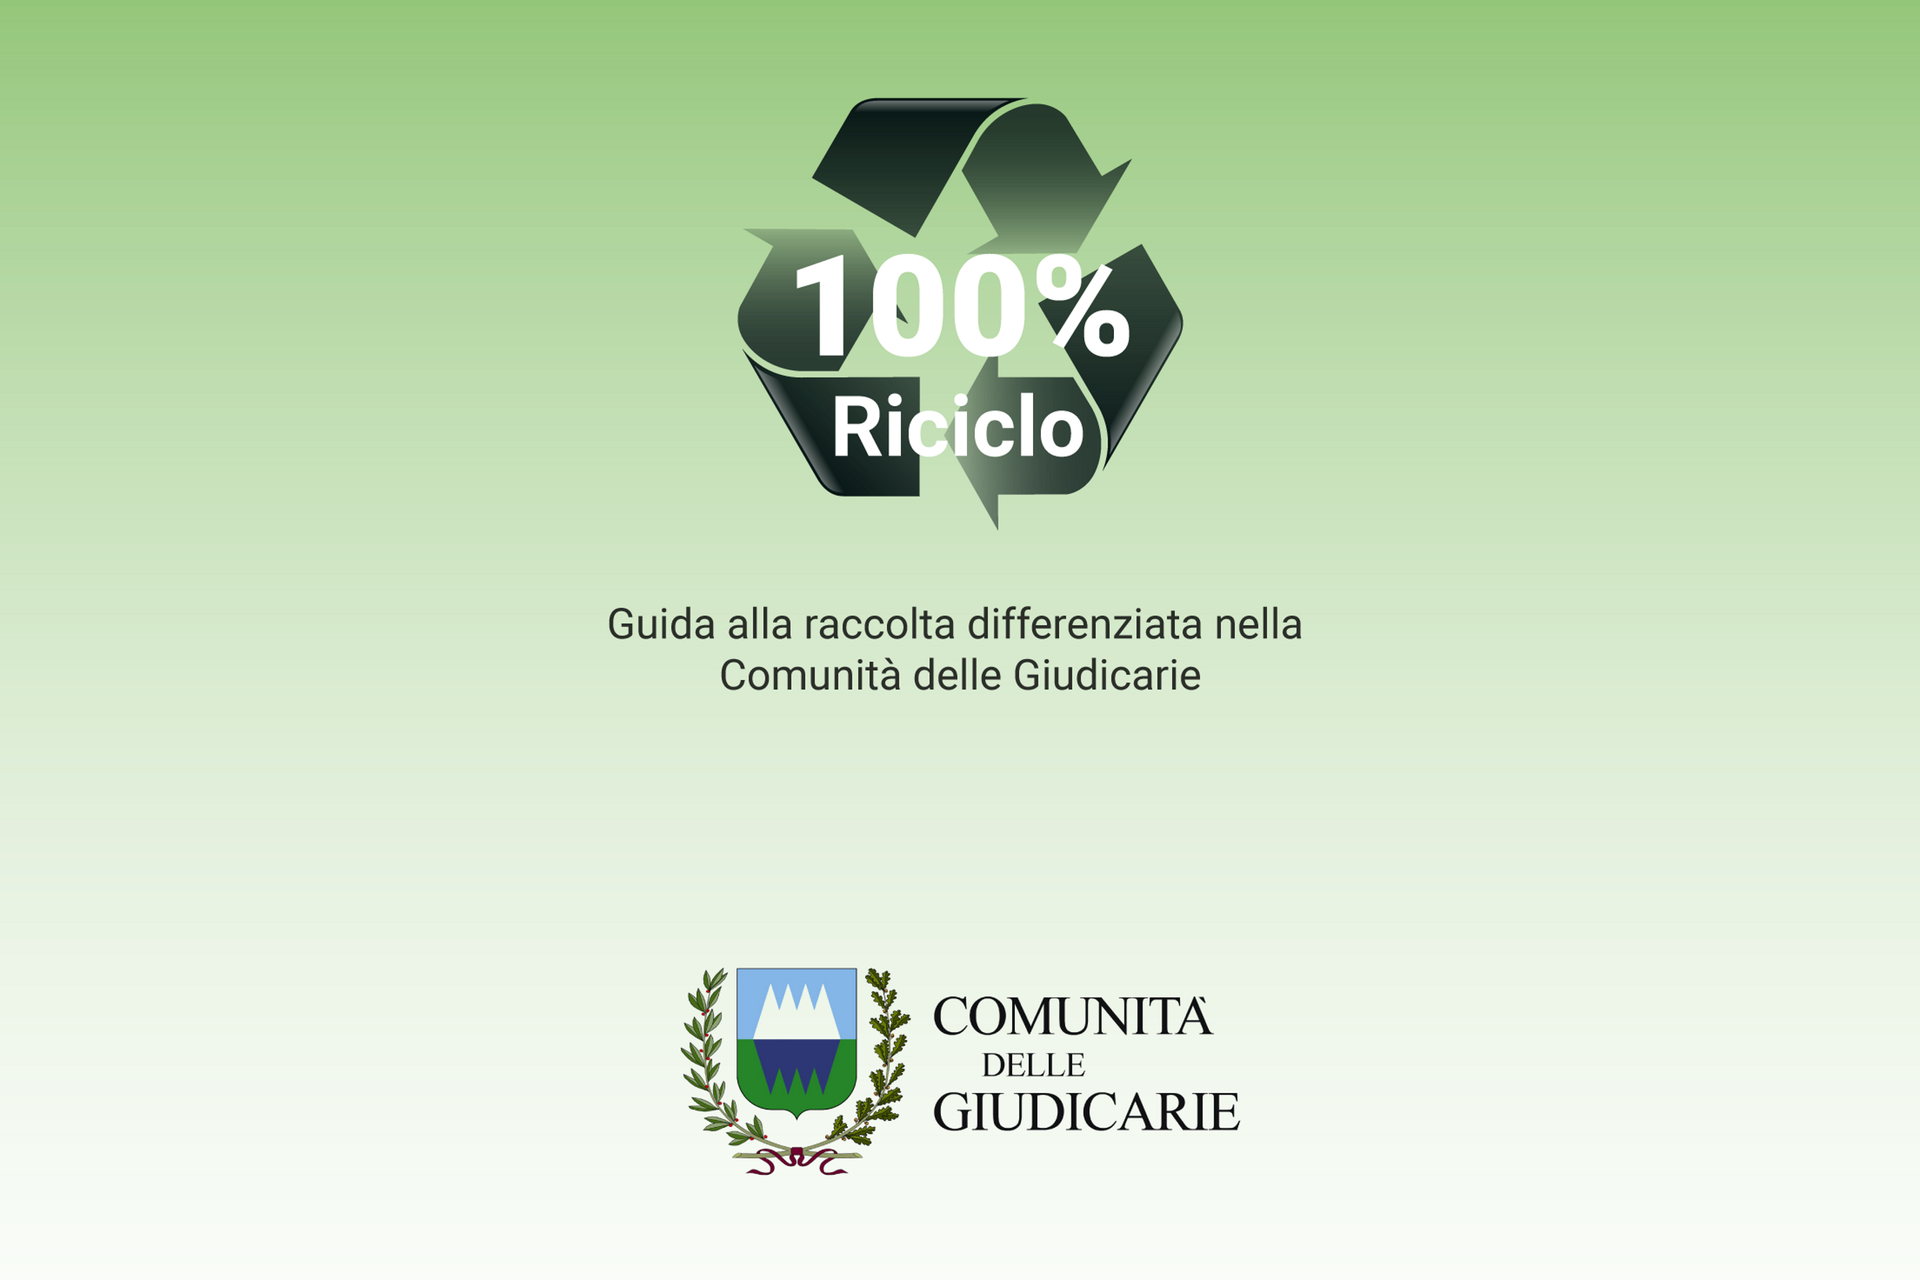 100%
Riciclo
Guida alla raccolta differenziata nella
Comunità delle Giudicarie
COMUNITÀ
DELLE
GIUDICARIE